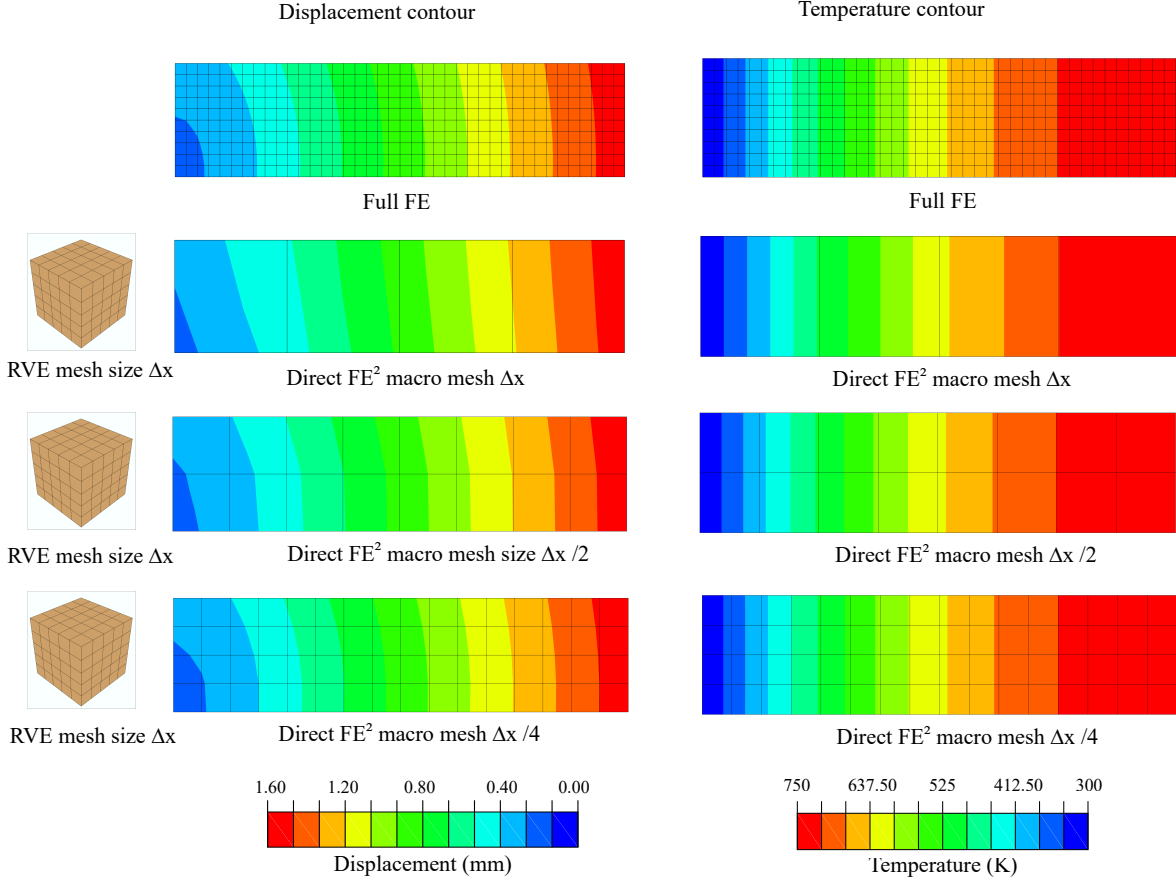 Displacement contour
Temperature contour
Full FE
Full FE
RVE mesh size Δx
Direct FE² macro mesh Δx
Direct FE² macro mesh Δx
RVE mesh size Δx
Direct FE² macro mesh size Δx /2
Direct FE² macro mesh Δx /2
RVE mesh size Δx
Direct FE² macro mesh Δx /4
Direct FE² macro mesh Δx /4
1.60 1.20 0.80 0.40 0.00
Displacement (mm)
750 637.50 525 412.50 300
Temperature (K)